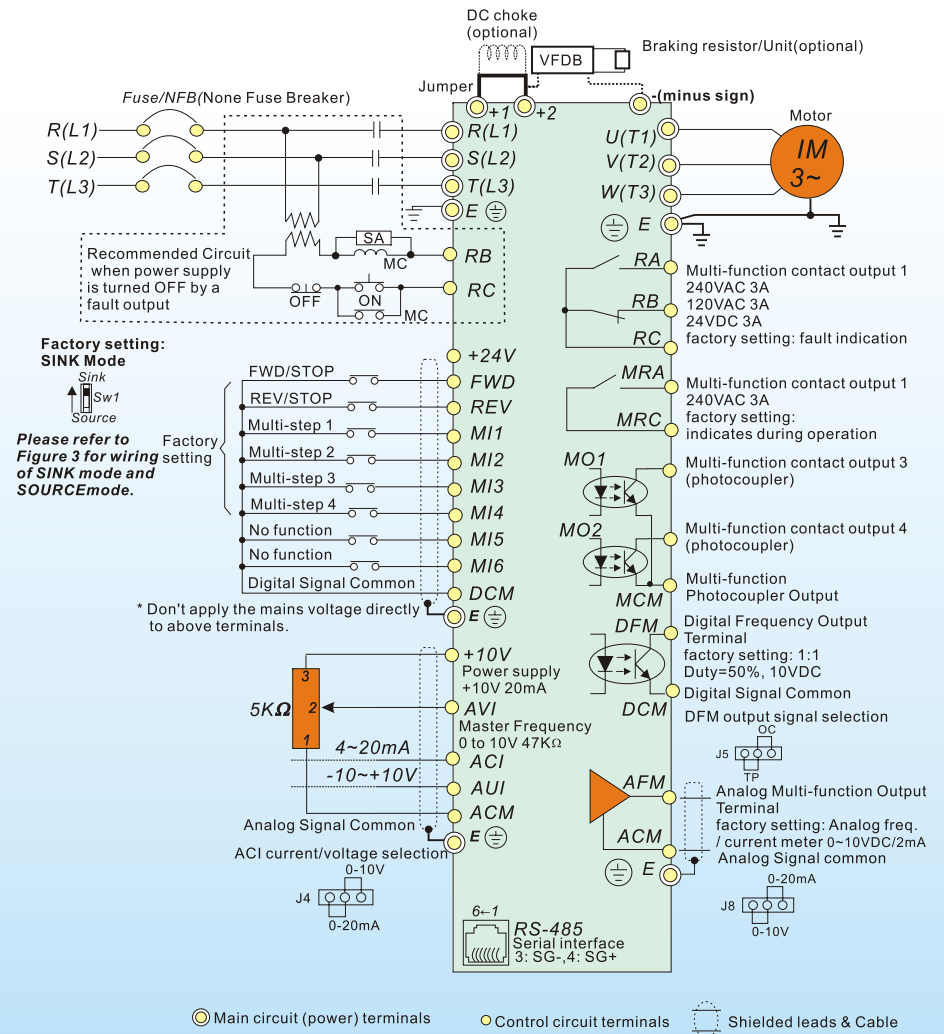 DC choke
(optional)
Braking resistor/Unit(optional)
VFDB
Jumper
-(minus sign)
+1
+2
Fuse/NFB(None Fuse Breaker)
Motor
R(L1)
R(L1)
U(T1)
IM
3~
S(L2)
S(L2)
V(T2)
T(L3)
T(L3)
W(T3)
E
E
Recommended Circuit
when power supply
is turned OFF by a
fault output
SA
MC
RB
OFF
ON
MC
RC
RA
RB
RC
Multi-function contact output 1
240VAC 3A
120VAC 3A
24VDC 3A
factory setting: fault indication
Factory setting:
SINK Mode
Sink
Sw1
Source
Please refer to
Figure 3 for wiring
of SINK mode and
SOURCEmode.
Factory
setting
+24V
FWD/STOP
FWD
REV/STOP
REV
Multi-step 1
MI1
Multi-step 2
MI2
Multi-step 3
MI3
Multi-step 4
MI4
No function
MI5
No function
MI6
Digital Signal Common
DCM
E
* Don't apply the mains voltage directly
to above terminals.
MRA
MRC
Multi-function contact output 1
240VAC 3A
factory setting:
indicates during operation
MO1
Multi-function contact output 3
(photocoupler)
MO2
Multi-function contact output 4
(photocoupler)
MCM
Multi-function
Photocoupler Output
DFM
Digital Frequency Output
Terminal
factory setting: 1:1
Duty=50%, 10VDC
DCM
Digital Signal Common
DFM output signal selection
OC
J5
TP
+10V
Power supply
+10V 20mA
3
2
1
5KΩ
AVI
Master Frequency
0 to 10V 47KΩ
4~20mA
ACI
-10~+10V
AUI
ACM
Analog Signal Common
E
ACI current/voltage selection
0-10V
J4
0-20mA
AFM
Analog Multi-function Output
Terminal
factory setting: Analog freq.
/ current meter 0~10VDC/2mA
ACM
Analog Signal common
E
0-20mA
J8
0-10V
6←1
RS-485
Serial interface
3: SG-,4: SG+
Main circuit (power) terminals
Control circuit terminals
Shielded leads & Cable